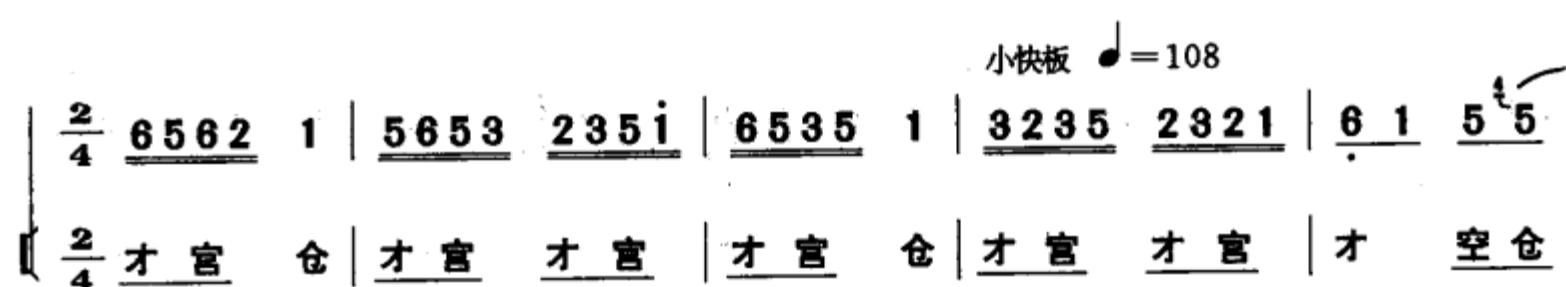 小快板 ♩=108
2/4 6562 1 | 5653 235i | 6535 1 | 3235 2321 | 6 1 5 4 5
2/4 才宫 仓 | 才宫 才宫 | 才宫 仓 | 才宫 才宫 | 才 空仓